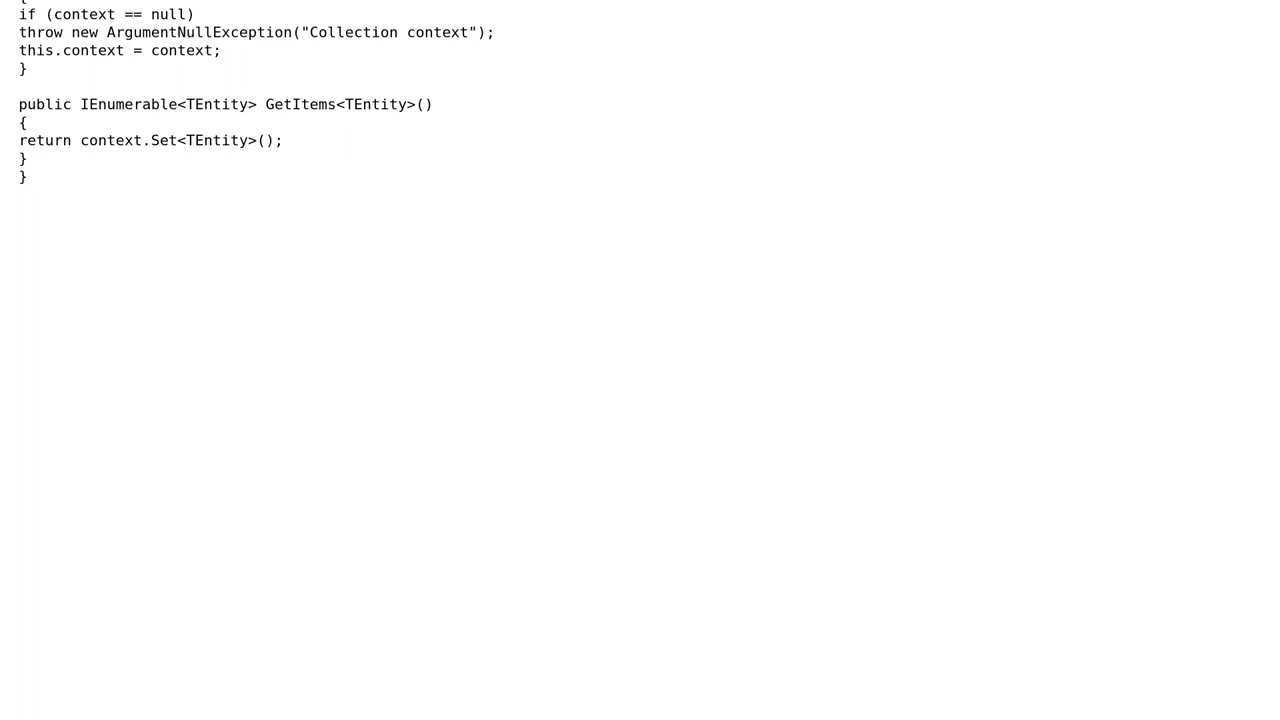 {
if (context == null)
throw new ArgumentNullException("Collection context");
this.context = context;
}

public IEnumerable<TEntity> GetItems<TEntity>()
{
return context.Set<TEntity>();
}
}